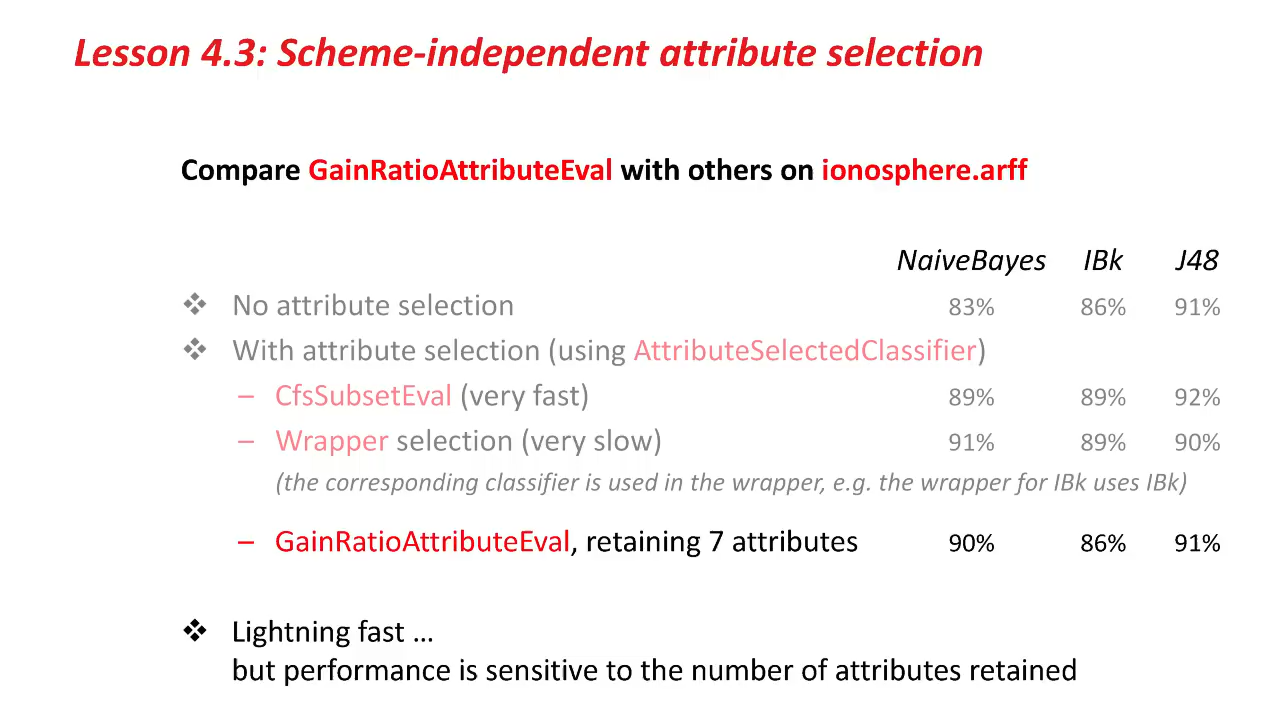 Lesson 4.3: Scheme-independent attribute selection
Compare GainRatioAttributeEval with others on ionosphere.arff
NaiveBayes IBk J48
❖ No attribute selection 83% 86% 91%
❖ With attribute selection (using AttributeSelectedClassifier)
– CfsSubsetEval (very fast) 89% 89% 92%
– Wrapper selection (very slow) 91% 89% 90%
(the corresponding classifier is used in the wrapper, e.g. the wrapper for IBk uses IBk)
– GainRatioAttributeEval, retaining 7 attributes 90% 86% 91%
❖ Lightning fast …
but performance is sensitive to the number of attributes retained